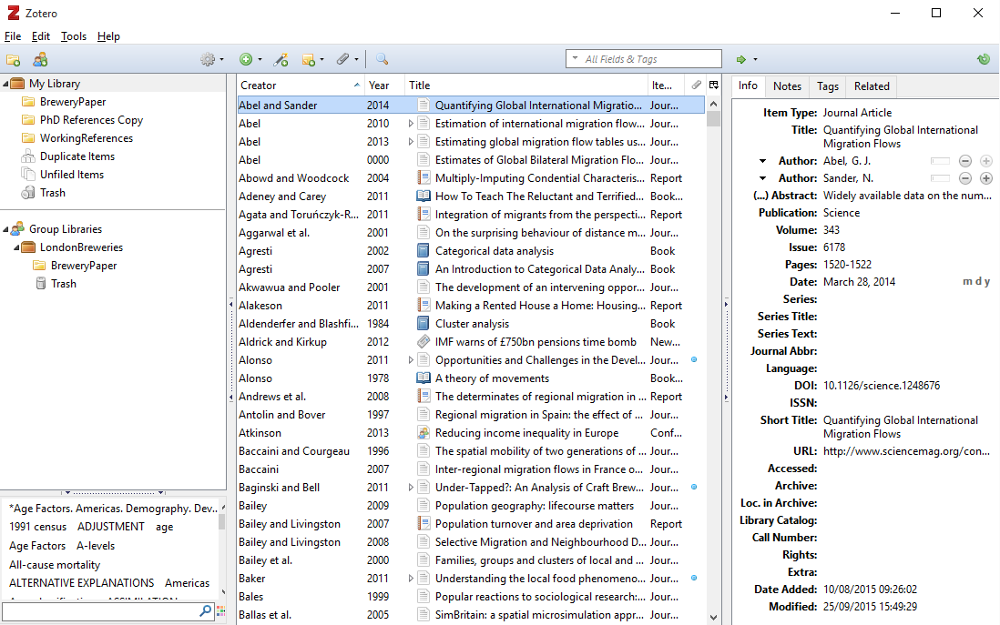 Zotero
File Edit Tools Help
All Fields & Tags
My Library
BreweryPaper
PhD References Copy
WorkingReferences
Duplicate Items
Unfiled Items
Trash
Group Libraries
LondonBreweries
BreweryPaper
Trash
*Age Factors. Americas. Demography. Dev...
1991 census ADJUSTMENT age
Age Factors A-levels
All-cause mortality
ALTERNATIVE EXPLANATIONS Americas
Creator Year Title Ite...
Abel and Sander 2014 Quantifying Global International Migratio... Jour...
Abel 2010 Estimation of international migration flow... Jour...
Abel 2013 Estimating global migration flow tables us... Jour...
Abel 0000 Estimates of Global Bilateral Migration Flo... Jour...
Abowd and Woodcock 2004 Multiply-Imputing Condential Characteris... Report
Adeney and Carey 2011 How To Teach The Reluctant and Terrified... Book...
Agata and Toruńczyk-R... 2011 Integration of migrants from the perspecti... Report
Aggarwal et al. 2001 On the surprising behaviour of distance m... Jour...
Agresti 2002 Categorical data analysis Book
Agresti 2007 An Introduction to Categorical Data Analy... Book
Akwawua and Pooler 2001 The development of an intervening oppor... Jour...
Alakeson 2011 Making a Rented House a Home: Housing... Report
Aldenderfer and Blashfi... 1984 Cluster analysis Book
Aldrick and Kirkup 2012 IMF warns of £750bn pensions time bomb New...
Alonso 2011 Opportunities and Challenges in the Devel... Jour...
Alonso 1978 A theory of movements Book...
Andrews et al. 2008 The determinates of regional migration in ... Report
Antolin and Bover 1997 Regional migration in Spain: the effect of ... Jour...
Atkinson 2013 Reducing income inequality in Europe Conf...
Baccaini and Courgeau 1996 The spatial mobility of two generations of ... Jour...
Baccaini 2007 Inter-regional migration flows in France o... Jour...
Baginski and Bell 2011 Under-Tapped?: An Analysis of Craft Brew... Jour...
Bailey 2009 Population geography: lifecourse matters Jour...
Bailey and Livingston 2007 Population turnover and area deprivation Report
Bailey and Livingston 2008 Selective Migration and Neighbourhood D... Jour...
Bailey et al. 2000 Families, groups and clusters of local and ... Jour...
Baker 2011 Understanding the local food phenomeno... Jour...
Bales 1999 Popular reactions to sociological research:... Jour...
Ballas et al. 2005 SimBritain: a spatial microsimulation appr... Jour...
Info Notes Tags Related
Item Type: Journal Article
Title: Quantifying Global International
Migration Flows
Author: Abel, G. J.
Author: Sander, N.
(...) Abstract: Widely available data on the num...
Publication: Science
Volume: 343
Issue: 6178
Pages: 1520-1522
Date: March 28, 2014 m d y
Series:
Series Title:
Series Text:
Journal Abbr:
Language:
DOI: 10.1126/science.1248676
ISSN:
Short Title: Quantifying Global International
Migration Flows
URL: http://www.sciencemag.org/con...
Accessed:
Archive:
Loc. in Archive:
Library Catalog:
Call Number:
Rights:
Extra:
Date Added: 10/08/2015 09:26:02
Modified: 25/09/2015 15:49:29